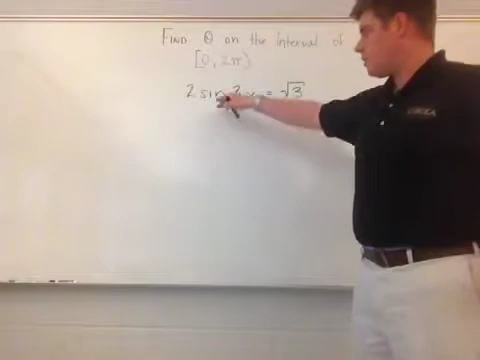 Find θ on the interval of
[0, 2π)
2 sin 2x = √3